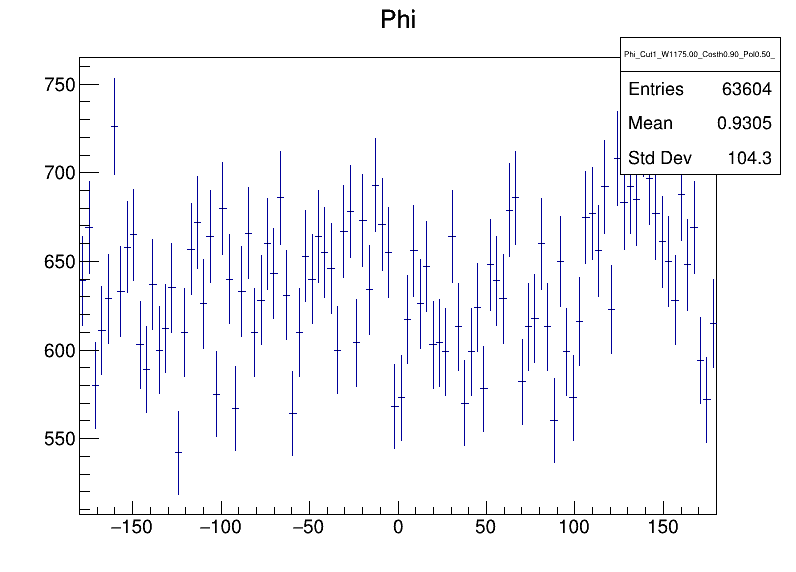 Phi
Phi_Cut1_W1175.00_Costh0.90_Pol0.50_
Entries 63604
Mean 0.9305
Std Dev 104.3
750
700
650
600
550
−150 −100 −50 0 50 100 150